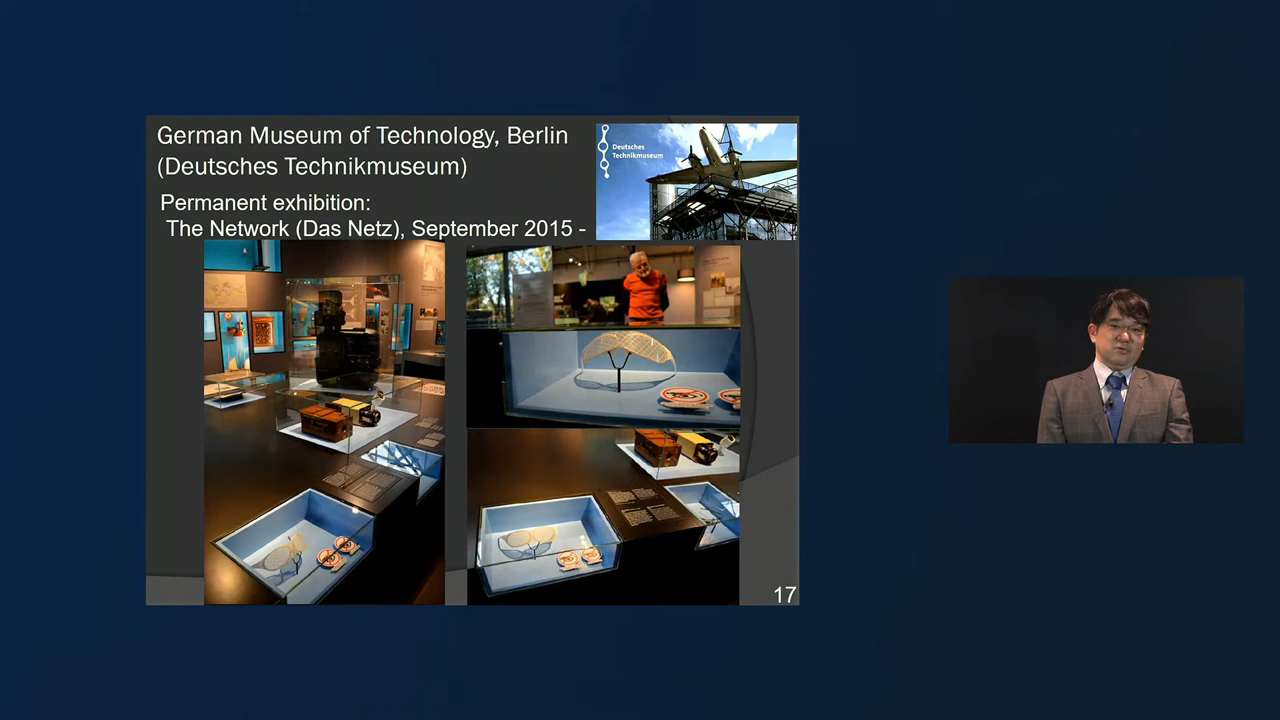 German Museum of Technology, Berlin
(Deutsches Technikmuseum)
Deutsches
Technikmuseum
Permanent exhibition:
The Network (Das Netz), September 2015 -
17